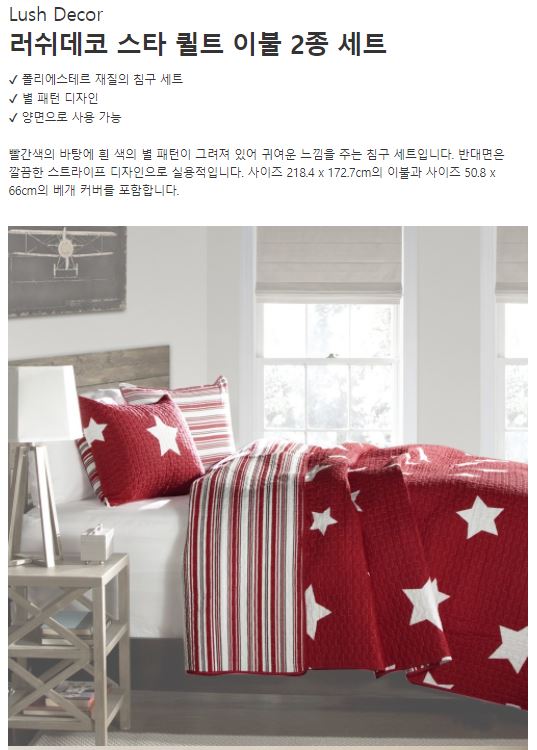 Lush Decor
러쉬데코 스타 퀼트 이불 2종 세트
✓ 폴리에스테르 재질의 침구 세트
✓ 별 패턴 디자인
✓ 양면으로 사용 가능
빨간색의 바탕에 흰 색의 별 패턴이 그려져 있어 귀여운 느낌을 주는 침구 세트입니다. 반대면은
깔끔한 스트라이프 디자인으로 실용적입니다. 사이즈 218.4 x 172.7cm의 이불과 사이즈 50.8 x
66cm의 베개 커버를 포함합니다.